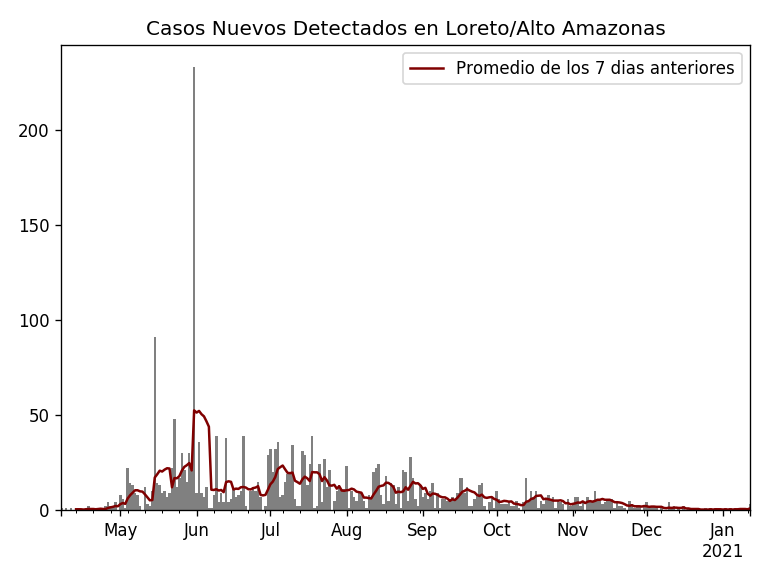 Casos Nuevos Detectados en Loreto/Alto Amazonas
Promedio de los 7 dias anteriores
200
150
100
50
0
May Jun Jul Aug Sep Oct Nov Dec Jan
2021